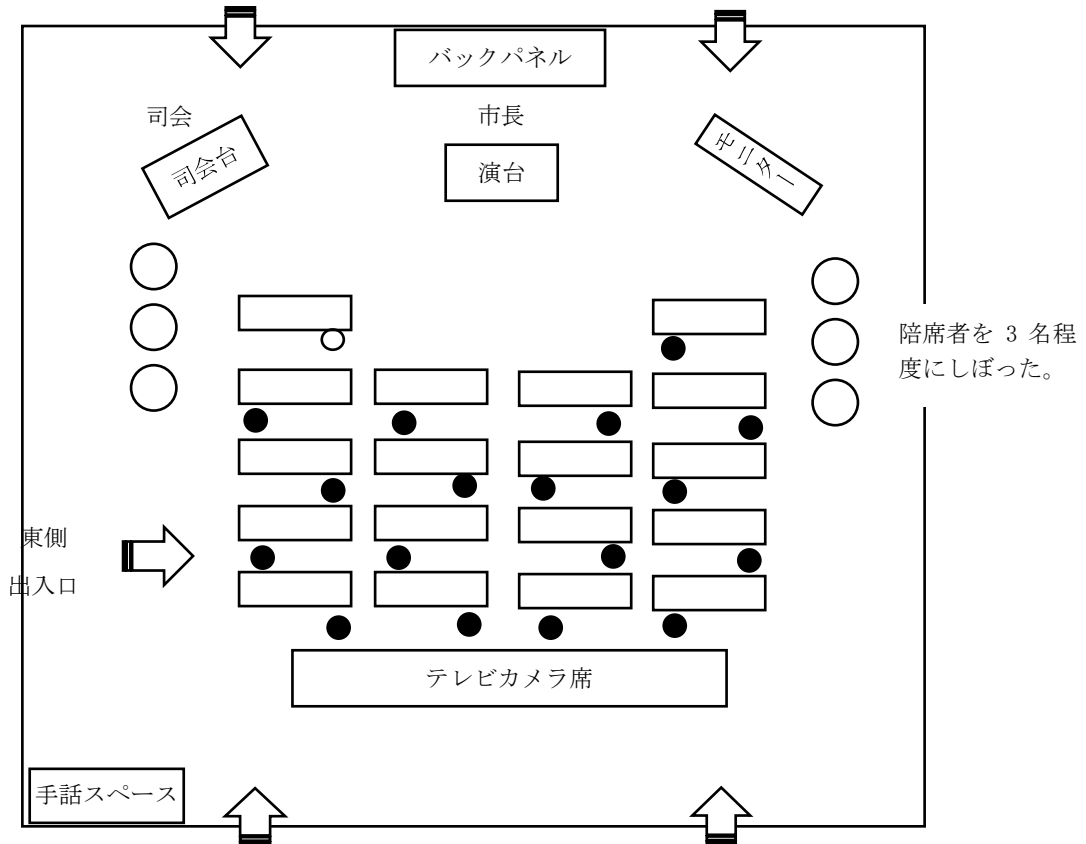 バックパネル
司会
市長
司会台
演台
モニター
陪席者を 3 名程
度にしぼった。
東側
出入口
テレビカメラ席
手話スペース